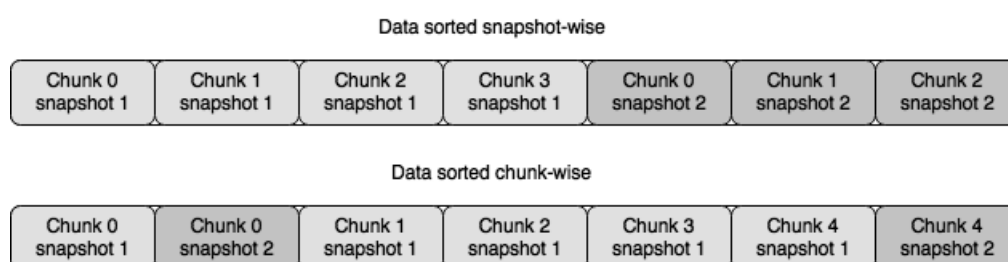 Data sorted snapshot-wise
Chunk 0 Chunk 1 Chunk 2 Chunk 3 Chunk 0 Chunk 1 Chunk 2
snapshot 1 snapshot 1 snapshot 1 snapshot 1 snapshot 2 snapshot 2 snapshot 2
Data sorted chunk-wise
Chunk 0 Chunk 0 Chunk 1 Chunk 2 Chunk 3 Chunk 4 Chunk 4
snapshot 1 snapshot 2 snapshot 1 snapshot 1 snapshot 1 snapshot 1 snapshot 2